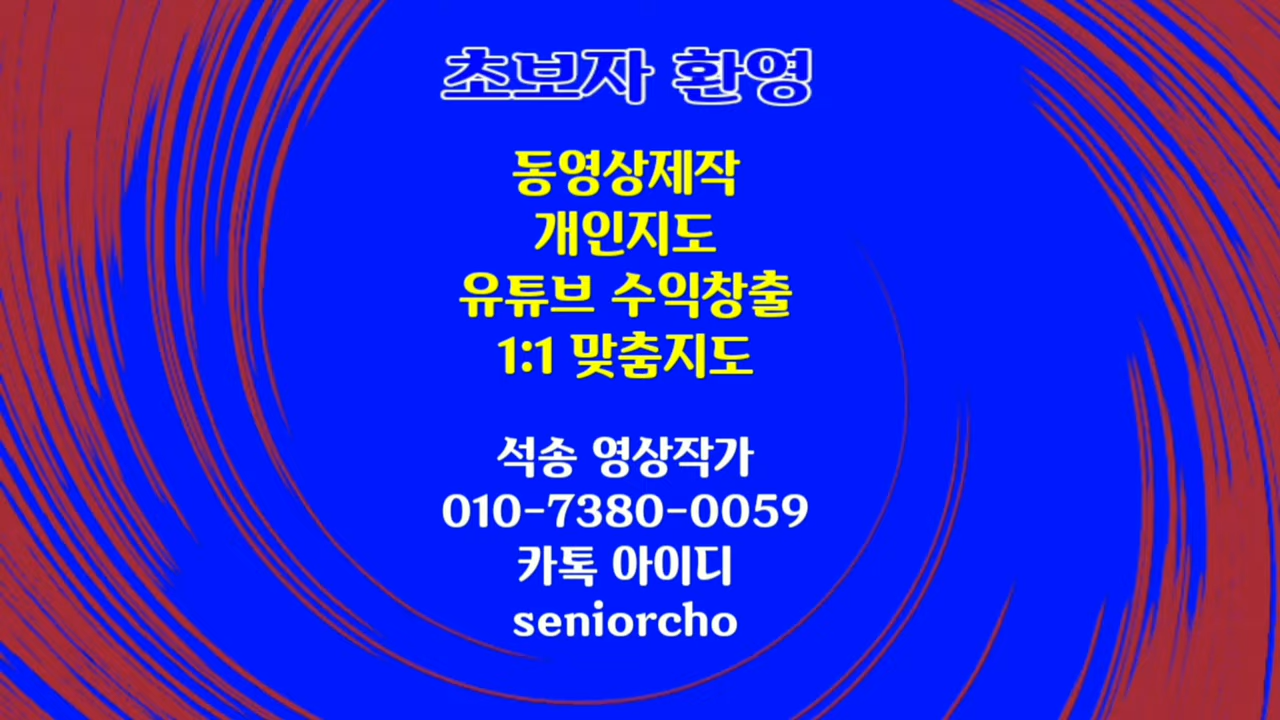 초보자 환영
동영상제작
개인지도
유튜브 수익창출
1:1 맞춤지도
석송 영상작가
010-7380-0059
카톡 아이디
seniorcho